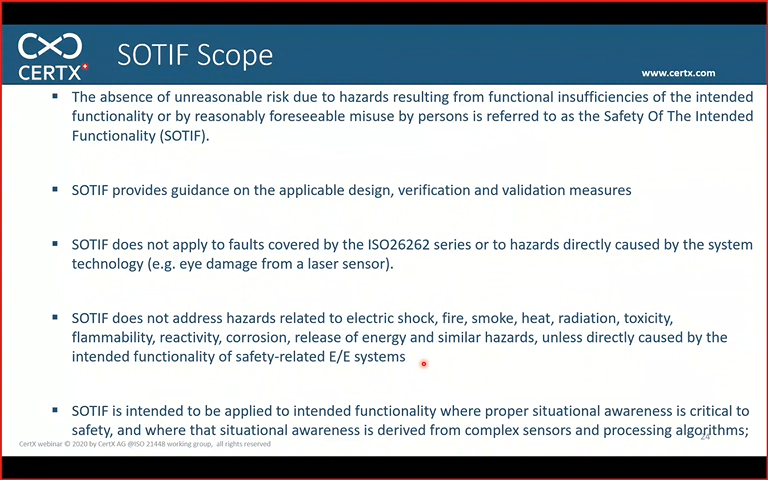 SOTIF Scope
CERTX
www.certx.com
▪ The absence of unreasonable risk due to hazards resulting from functional insufficiencies of the intended
functionality or by reasonably foreseeable misuse by persons is referred to as the Safety Of The Intended
Functionality (SOTIF).
▪ SOTIF provides guidance on the applicable design, verification and validation measures
▪ SOTIF does not apply to faults covered by the ISO26262 series or to hazards directly caused by the system
technology (e.g. eye damage from a laser sensor).
▪ SOTIF does not address hazards related to electric shock, fire, smoke, heat, radiation, toxicity,
flammability, reactivity, corrosion, release of energy and similar hazards, unless directly caused by the
intended functionality of safety-related E/E systems
▪ SOTIF is intended to be applied to intended functionality where proper situational awareness is critical to
safety, and where that situational awareness is derived from complex sensors and processing algorithms;
24
CertX webinar © 2020 by CertX AG @ISO 21448 working group, all rights reserved